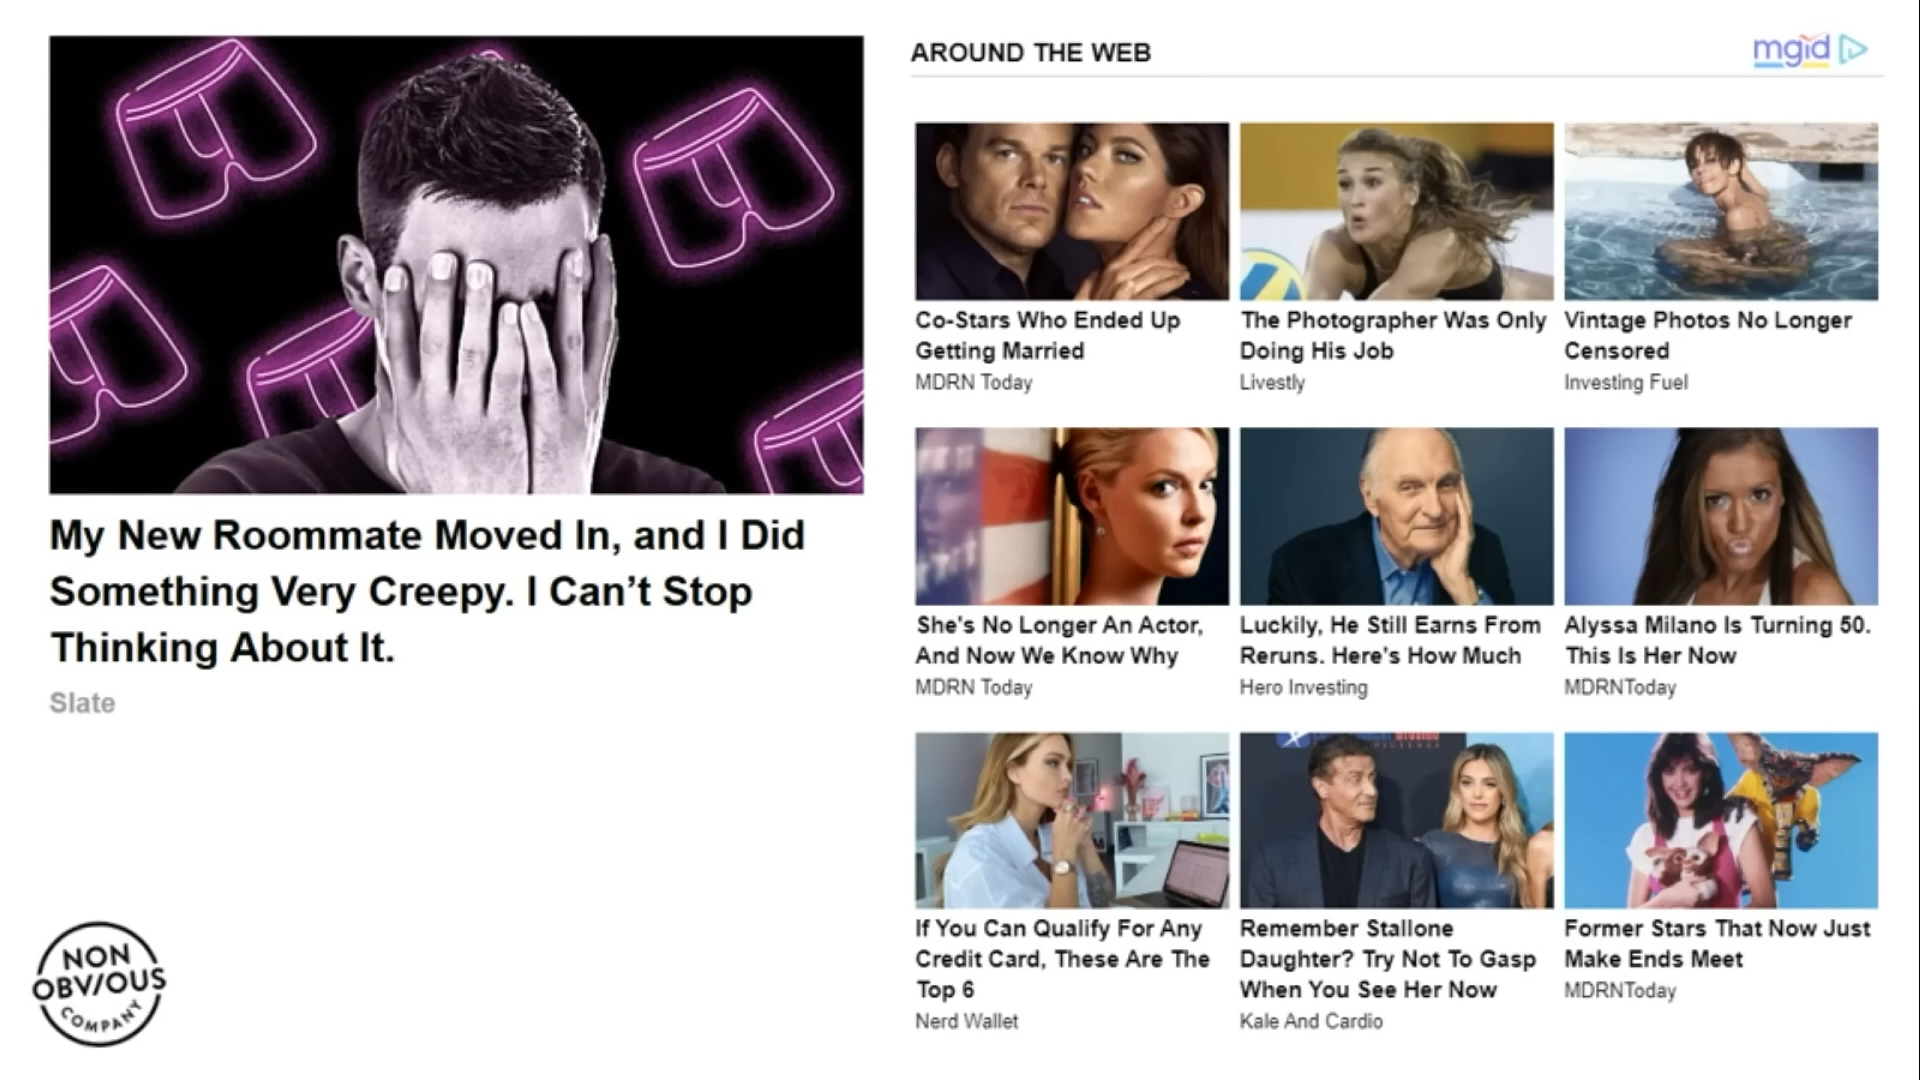 My New Roommate Moved In, and I Did
Something Very Creepy. I Can’t Stop
Thinking About It.
Slate
NON
OBV/OUS
COMPANY
AROUND THE WEB
mgid
Co-Stars Who Ended Up
Getting Married
MDRN Today
The Photographer Was Only
Doing His Job
Livestly
Vintage Photos No Longer
Censored
Investing Fuel
She's No Longer An Actor,
And Now We Know Why
MDRN Today
Luckily, He Still Earns From
Reruns. Here's How Much
Hero Investing
Alyssa Milano Is Turning 50.
This Is Her Now
MDRNToday
If You Can Qualify For Any
Credit Card, These Are The
Top 6
Nerd Wallet
Remember Stallone
Daughter? Try Not To Gasp
When You See Her Now
Kale And Cardio
Former Stars That Now Just
Make Ends Meet
MDRNToday